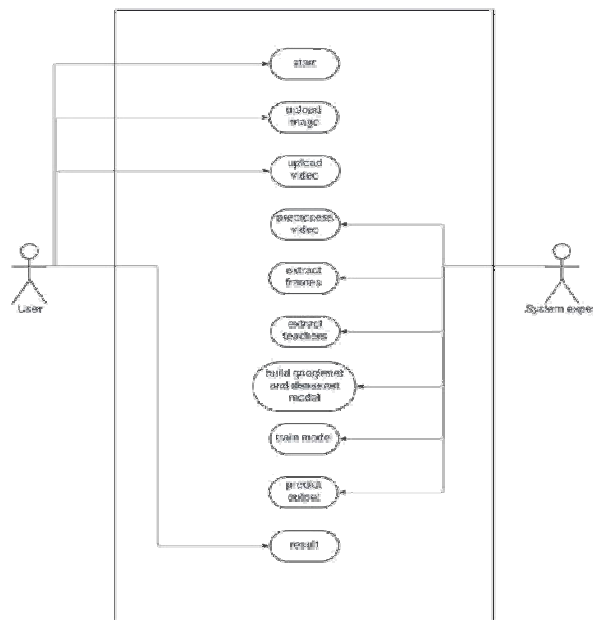 start
upload
image
upload
video
preprocess
video
extract
frames
User
System expe
extract
features
build googlenet
and densenet
model
train model
predict
output
result